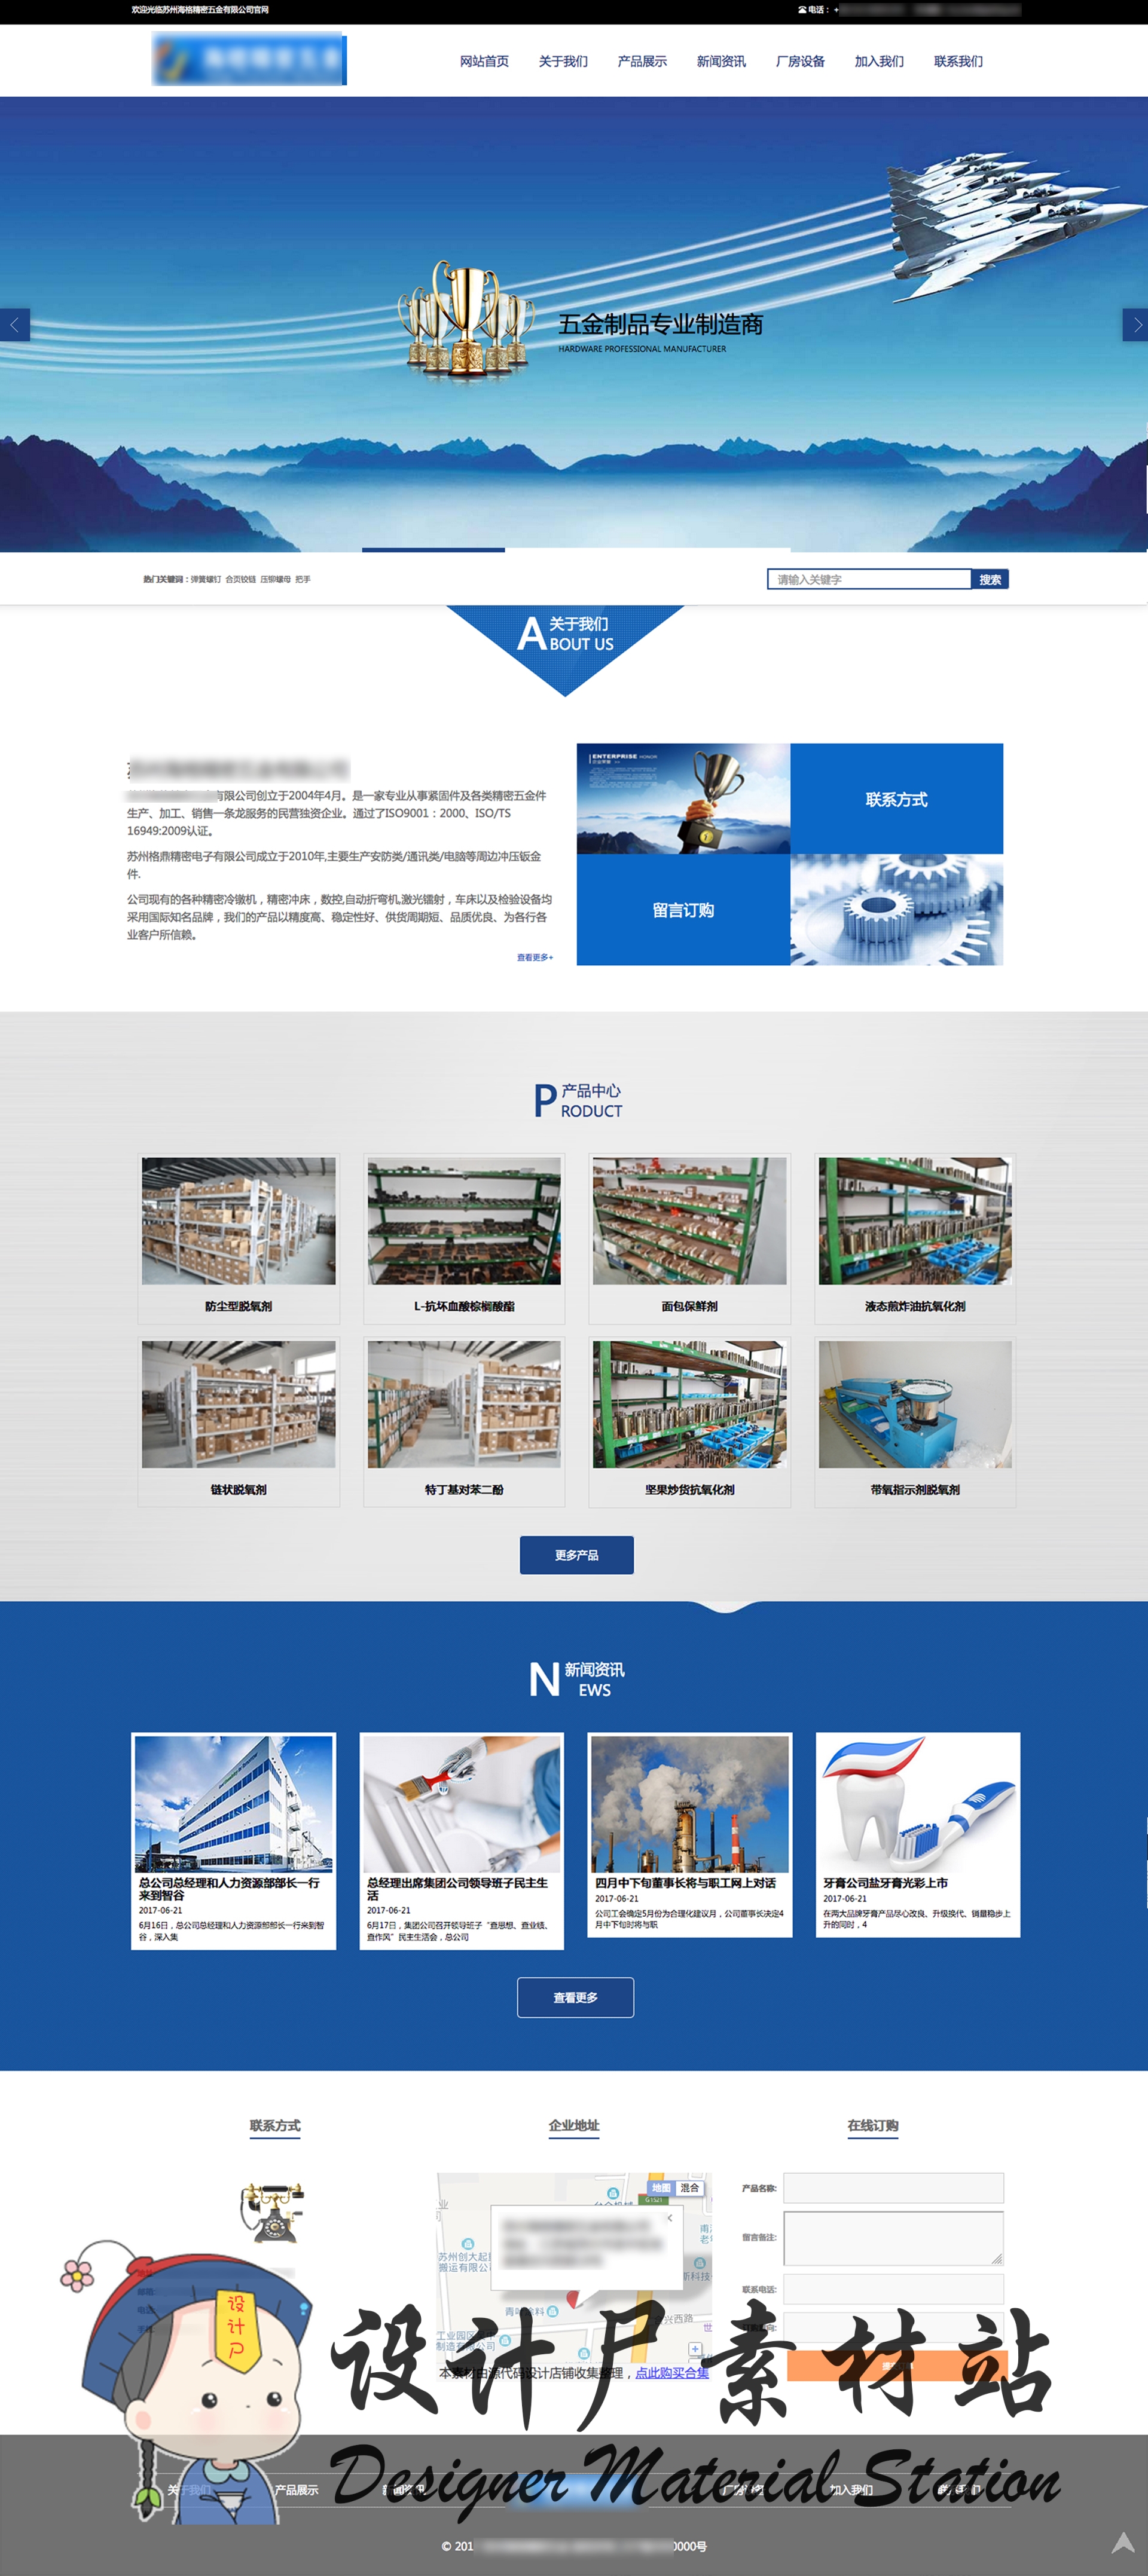 欢迎光临苏州海格精密五金有限公司官网
电话：+
网站首页 关于我们 产品展示 新闻资讯 厂房设备 加入我们 联系我们
五金制品专业制造商
HARDWARE PROFESSIONAL MANUFACTURER
热门关键词：弹簧螺钉 合页铰链 压铆螺母 把手
请输入关键字
搜索
关于我们
ABOUT US
有限公司创立于2004年4月。是一家专业从事紧固件及各类精密五金件
生产、加工、销售一条龙服务的民营独资企业。通过了ISO9001：2000、ISO/TS
16949:2009认证。
苏州格鼎精密电子有限公司成立于2010年,主要生产安防类/通讯类/电脑等周边冲压钣金
件.
公司现有的各种精密冷镦机，精密冲床，数控,自动折弯机,激光镭射，车床以及检验设备均
采用国际知名品牌，我们的产品以精度高、稳定性好、供货周期短、品质优良、为各行各
业客户所信赖。
查看更多+
ENTERPRISE HONOR
企业荣誉
联系方式
留言订购
产品中心
PRODUCT
防尘型脱氧剂
L-抗坏血酸棕榈酸酯
面包保鲜剂
液态煎炸油抗氧化剂
链状脱氧剂
特丁基对苯二酚
坚果炒货抗氧化剂
带氧指示剂脱氧剂
更多产品
新闻资讯
NEWS
总公司总经理和人力资源部部长一行
来到智谷
2017-06-21
6月16日，总公司总经理和人力资源部部长一行来到智
谷，深入集
总经理出席集团公司领导班子民主生
活
2017-06-21
6月17日，集团公司召开领导班子“查思想、查业绩、
查作风”民主生活会，总公司
四月中下旬董事长将与职工网上对话
2017-06-21
公司工会确定5月份为合理化建议月，公司董事长决定4
月中下旬时将与职
牙膏公司盐牙膏光彩上市
2017-06-21
在两大品牌牙膏产品尽心改良、升级换代、销量稳步上
升的同时，4
查看更多
联系方式
企业地址
在线订购
地图 混合
苏州创大起重
搬运有限公
工业园区
制造有限公司
兴西路
产品名称:
留言备注:
联系电话:
本素材由源代码设计店铺收集整理，点此购买合集
设计尸
设计尸素材站
Designer Material Station
关于我们 产品展示 新闻资讯 加入我们
© 201
0000号